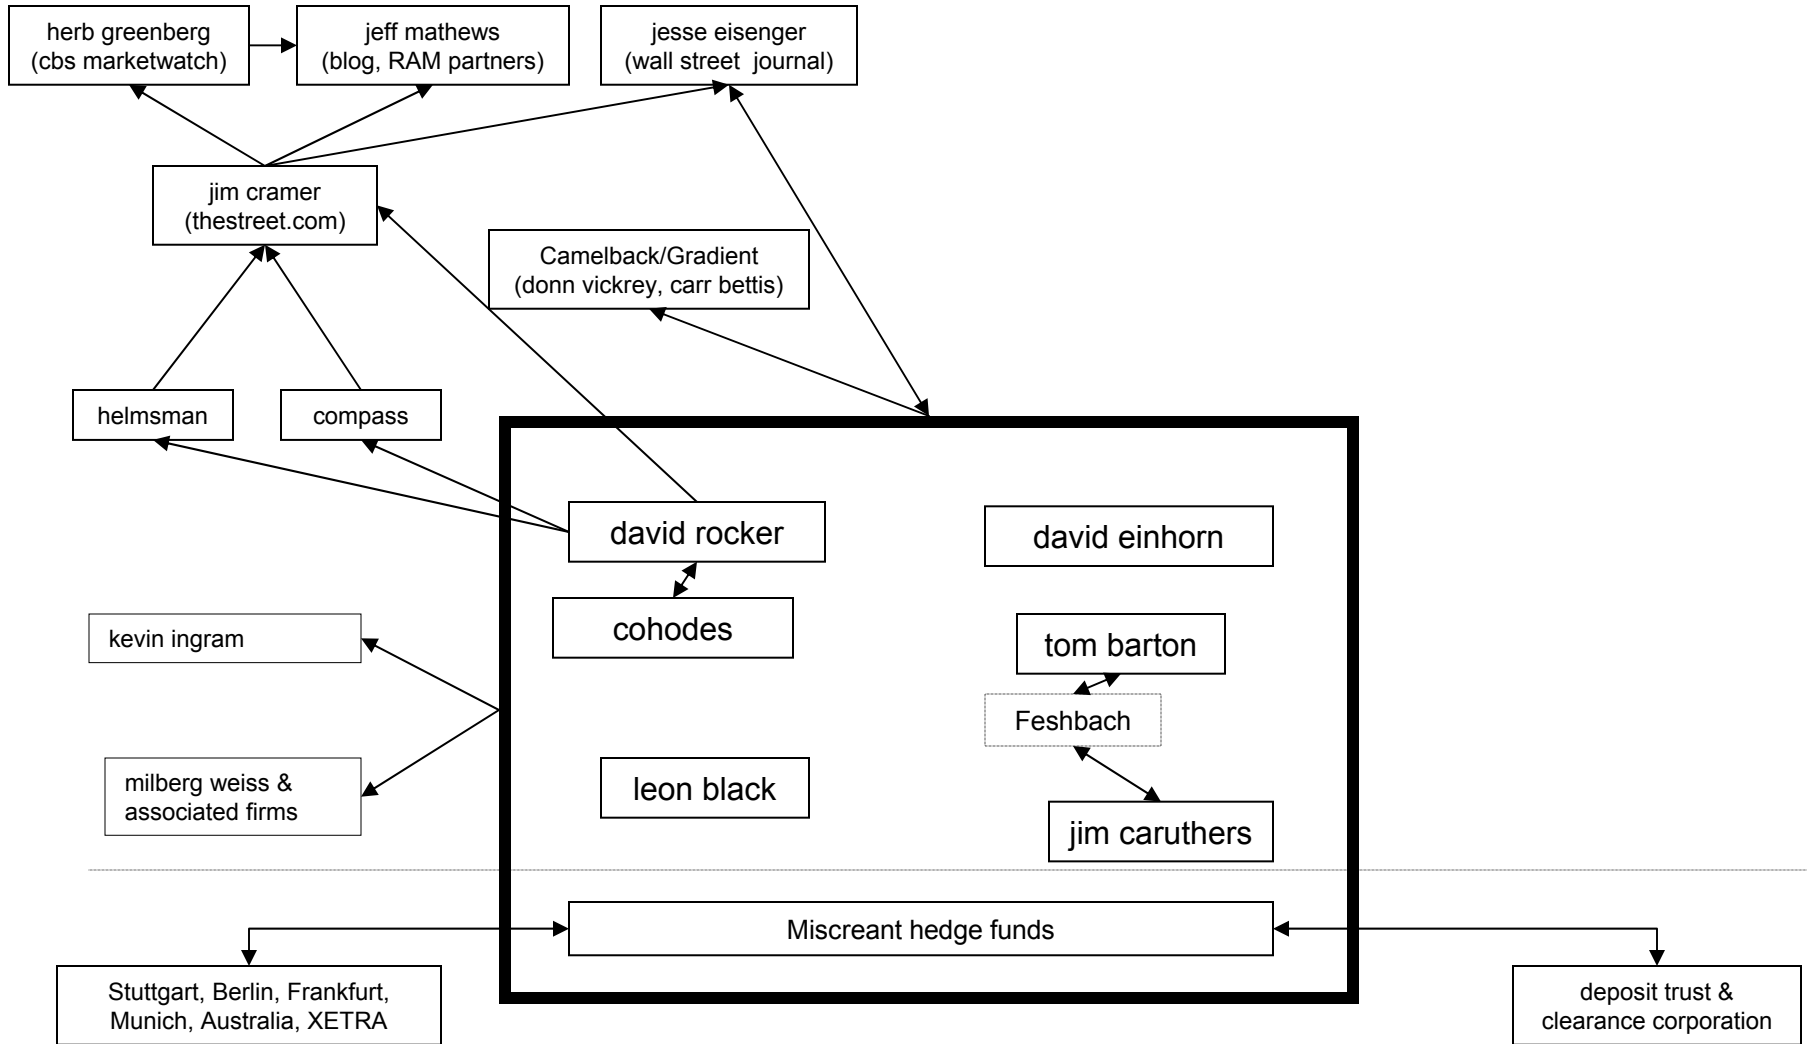 herb greenberg
(cbs marketwatch)
jeff mathews
(blog, RAM partners)
jesse eisenger
(wall street journal)
jim cramer
(thestreet.com)
Camelback/Gradient
(donn vickrey, carr bettis)
helmsman
compass
david rocker
david einhorn
cohodes
kevin ingram
tom barton
Feshbach
milberg weiss &
associated firms
leon black
jim caruthers
Miscreant hedge funds
Stuttgart, Berlin, Frankfurt,
Munich, Australia, XETRA
deposit trust &
clearance corporation